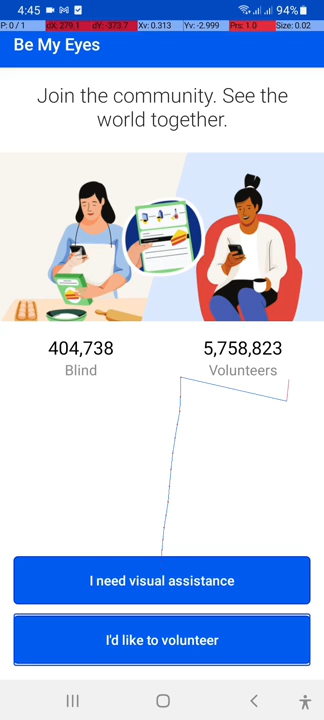 4:45 94%
P: 0 / 1 dX: 279.1 dY: -373.7 Xv: 0.313 Yv: -2.999 Prs: 1.0 Size: 0.02
Be My Eyes
Join the community. See the
world together.
404,738 5,758,823
Blind Volunteers
I need visual assistance
I'd like to volunteer